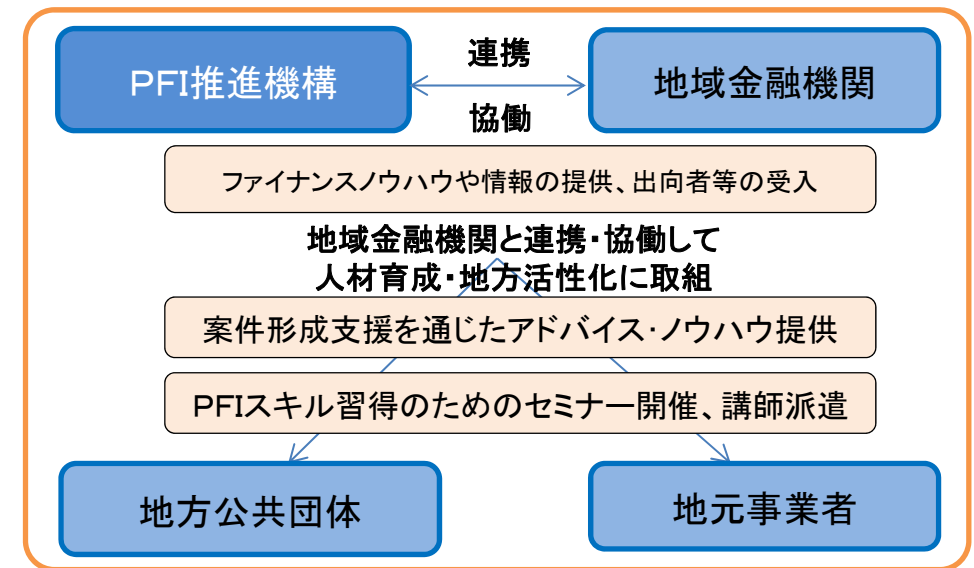 PFI推進機構
連携
協働
地域金融機関
ファイナンスノウハウや情報の提供、出向者等の受入
地域金融機関と連携・協働して
人材育成・地方活性化に取組
案件形成支援を通じたアドバイス・ノウハウ提供
PFIスキル習得のためのセミナー開催、講師派遣
地方公共団体
地元事業者